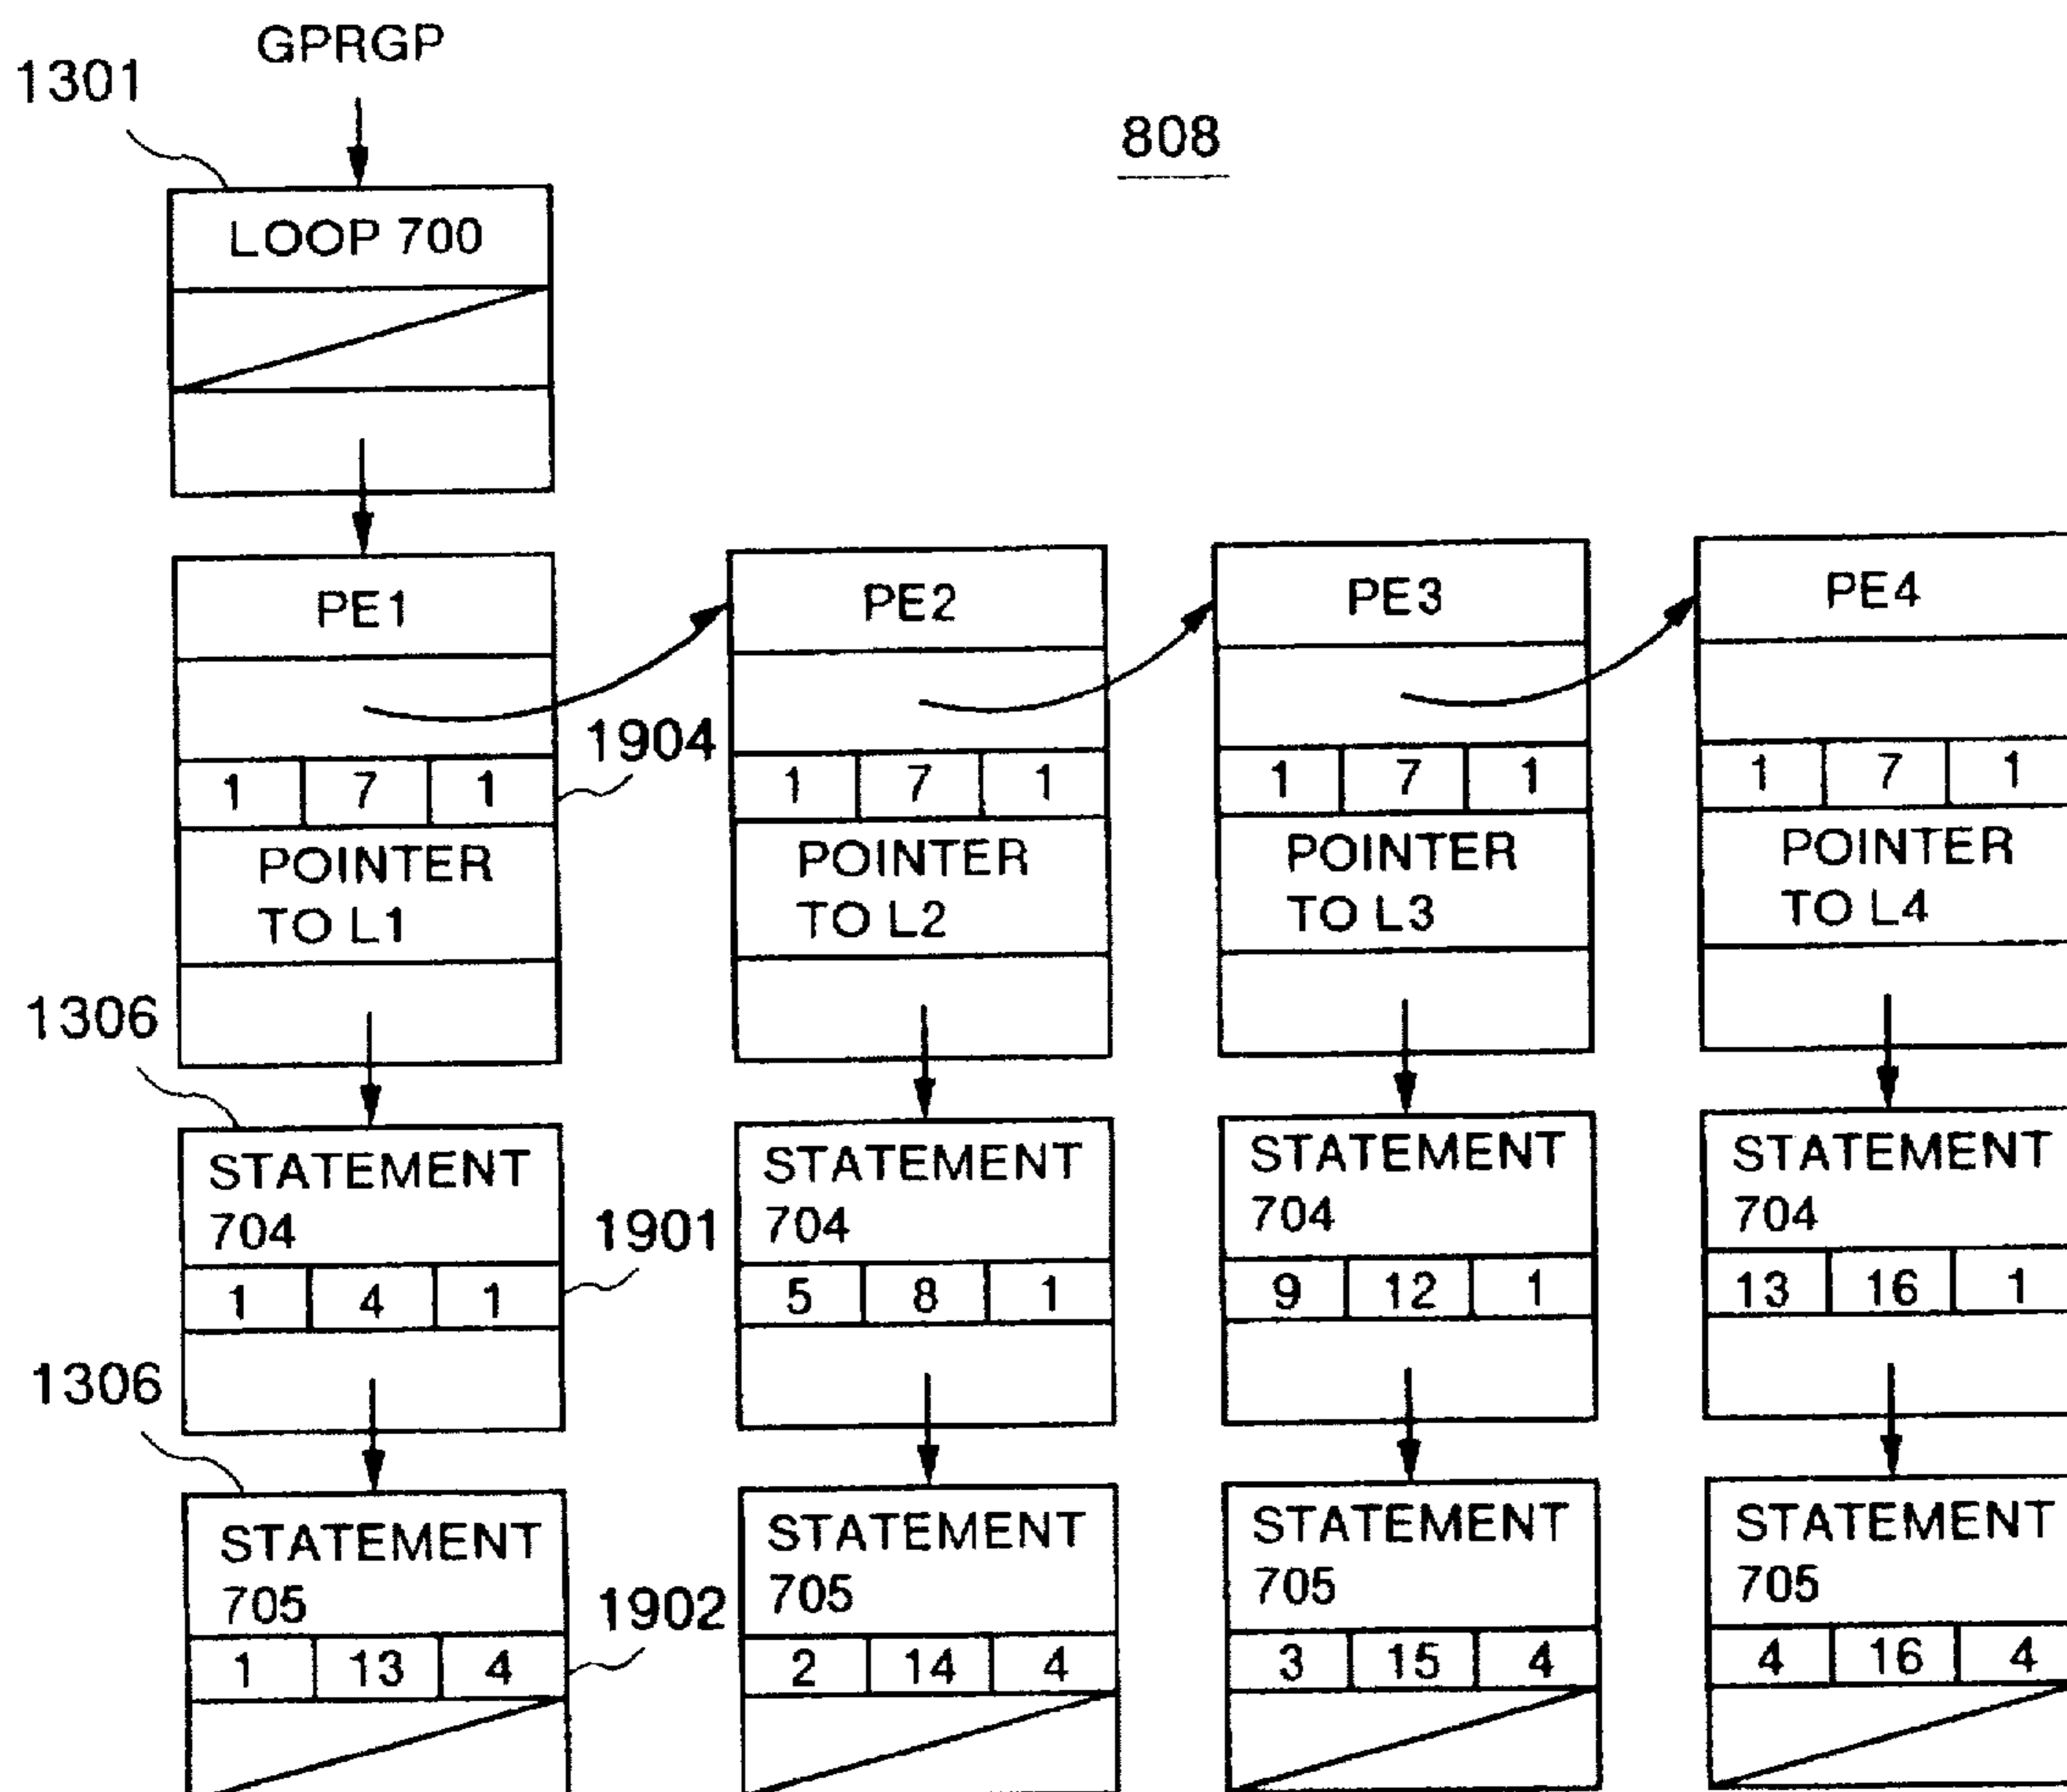 GPRGP
1301
808
LOOP 700
PE1
PE2
PE3
PE4
1904
1 7 1
1 7 1
1 7 1
1 7 1
POINTER
TO L1
POINTER
TO L2
POINTER
TO L3
POINTER
TO L4
1306
STATEMENT
704
STATEMENT
704
STATEMENT
704
STATEMENT
704
1901
1 4 1
5 8 1
9 12 1
13 16 1
1306
STATEMENT
705
STATEMENT
705
STATEMENT
705
STATEMENT
705
1902
1 13 4
2 14 4
3 15 4
4 16 4